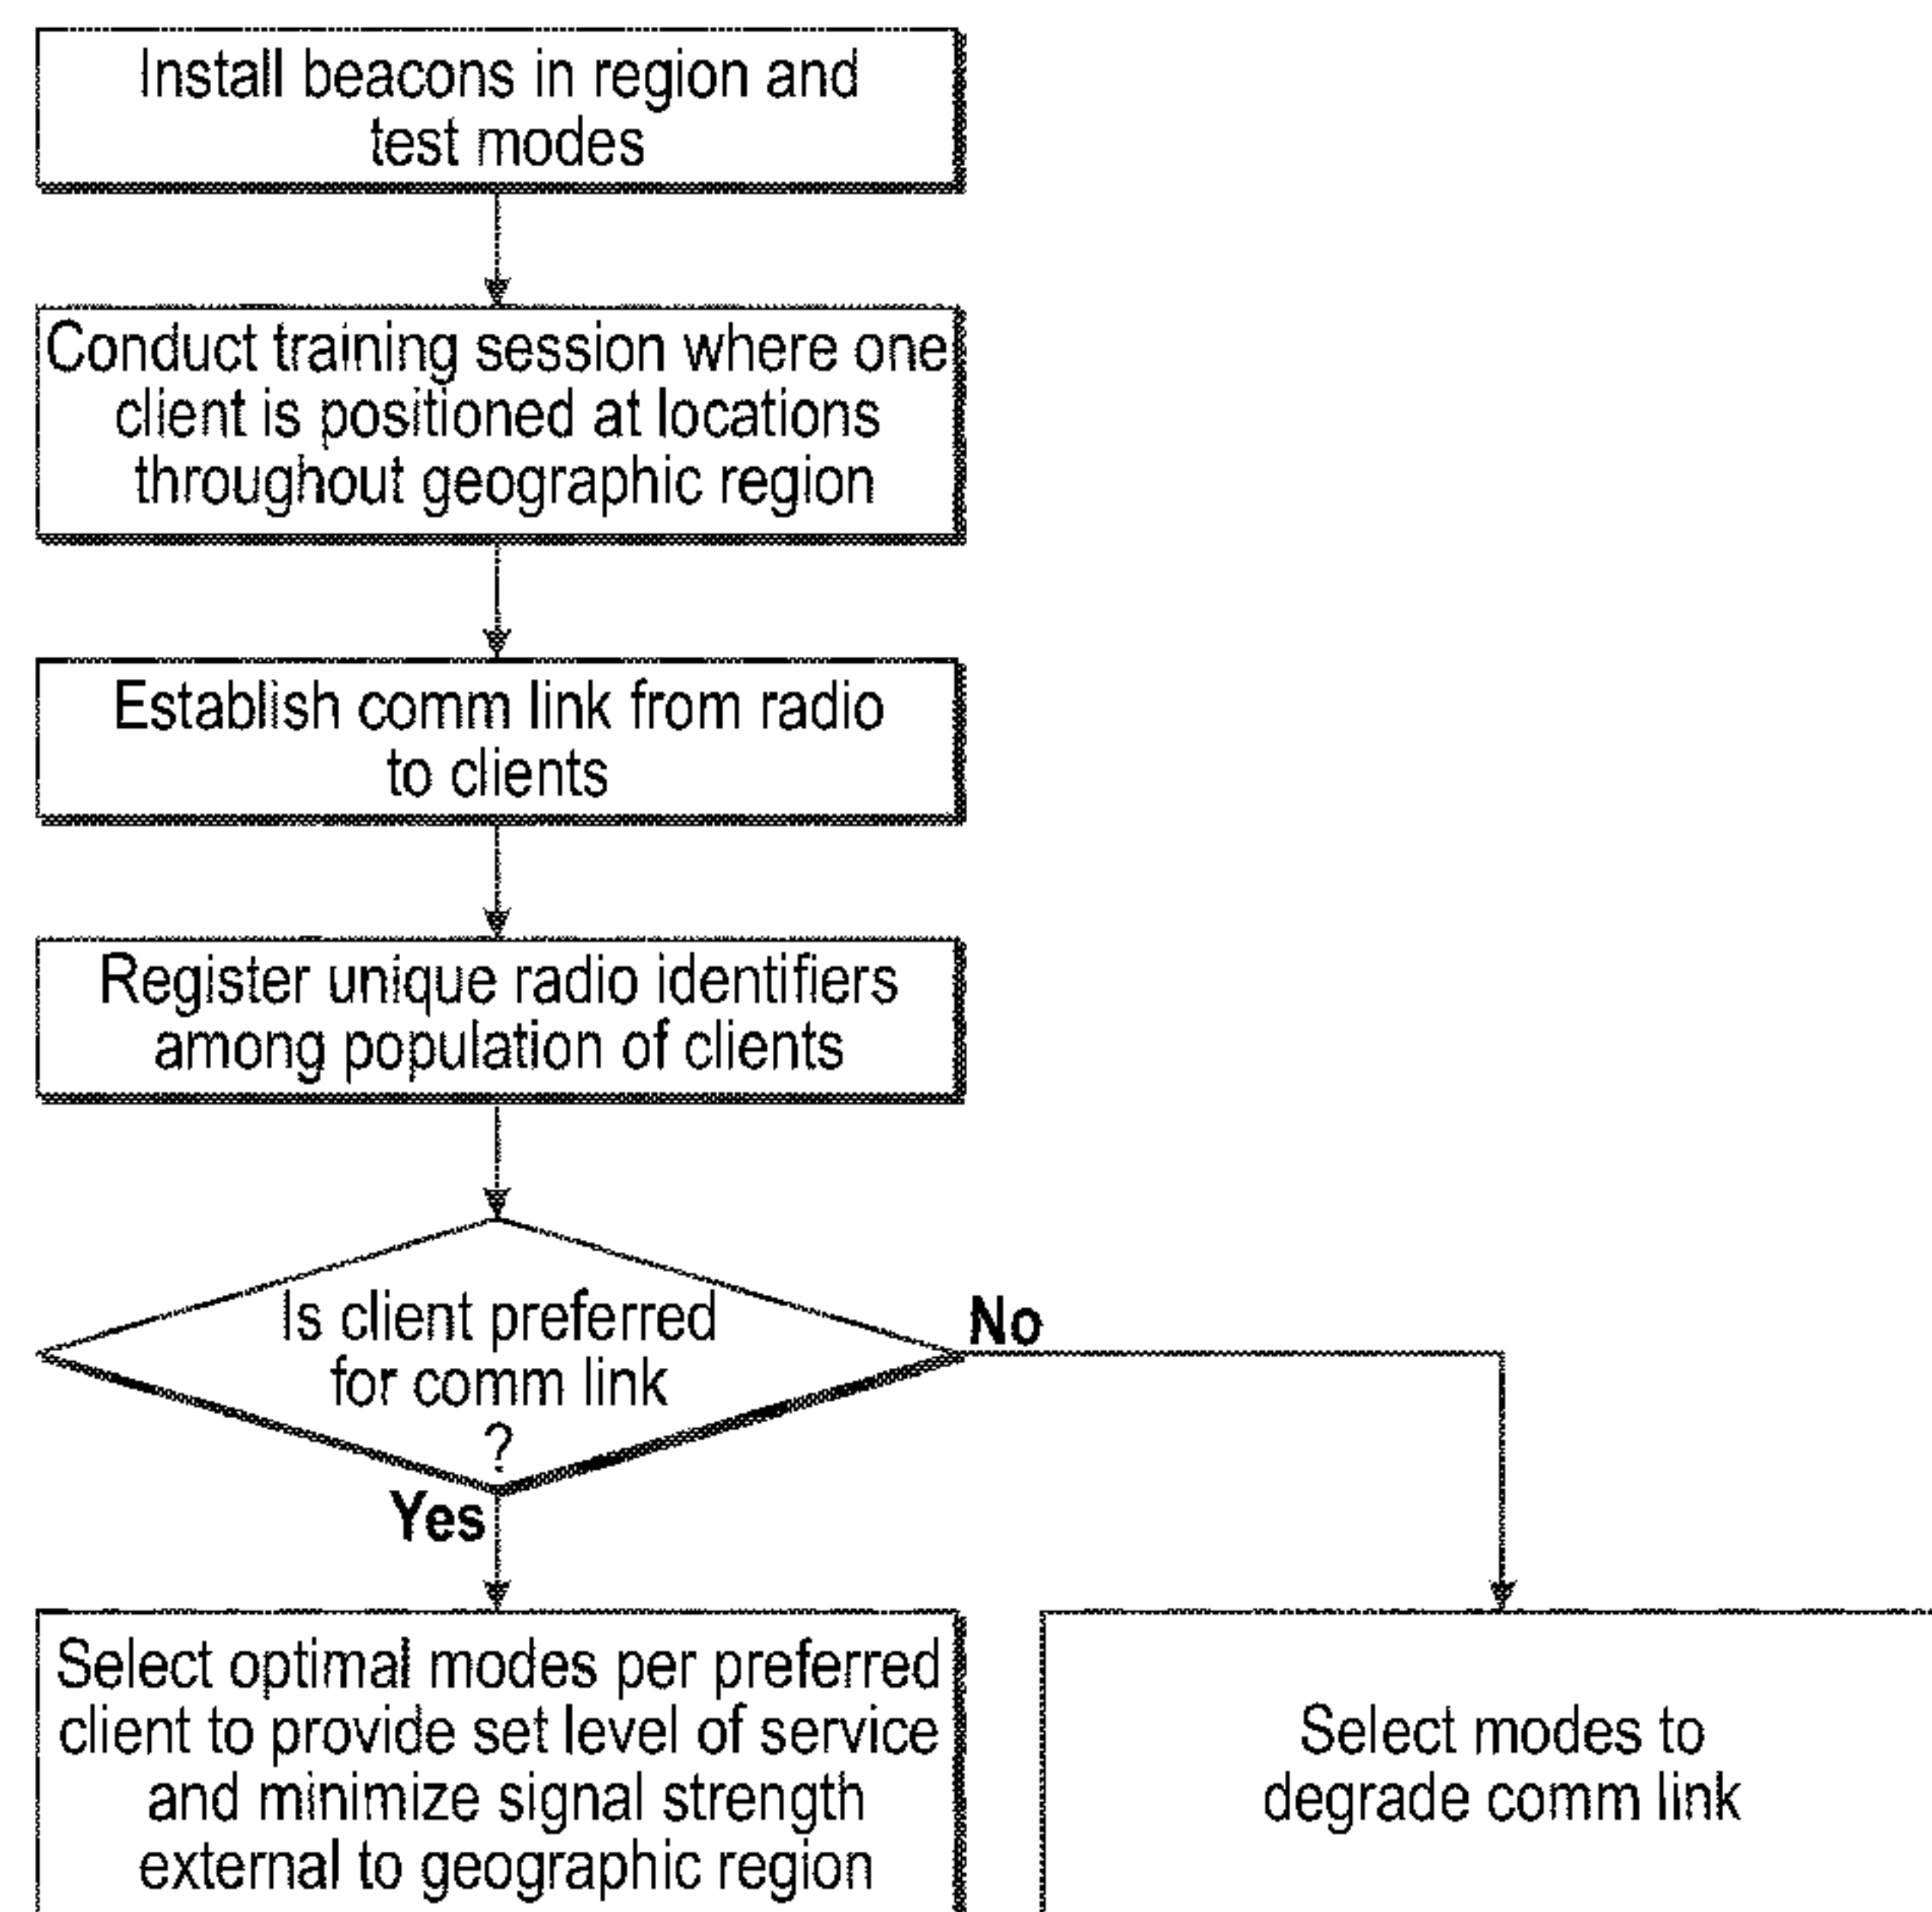 Install beacons in region and
test modes
Conduct training session where one
client is positioned at locations
throughout geographic region
Establish comm link from radio
to clients
Register unique radio identifiers
among population of clients
Is client preferred
for comm link
?
No
Yes
Select optimal modes per preferred
client to provide set level of service
and minimize signal strength
external to geographic region
Select modes to
degrade comm link